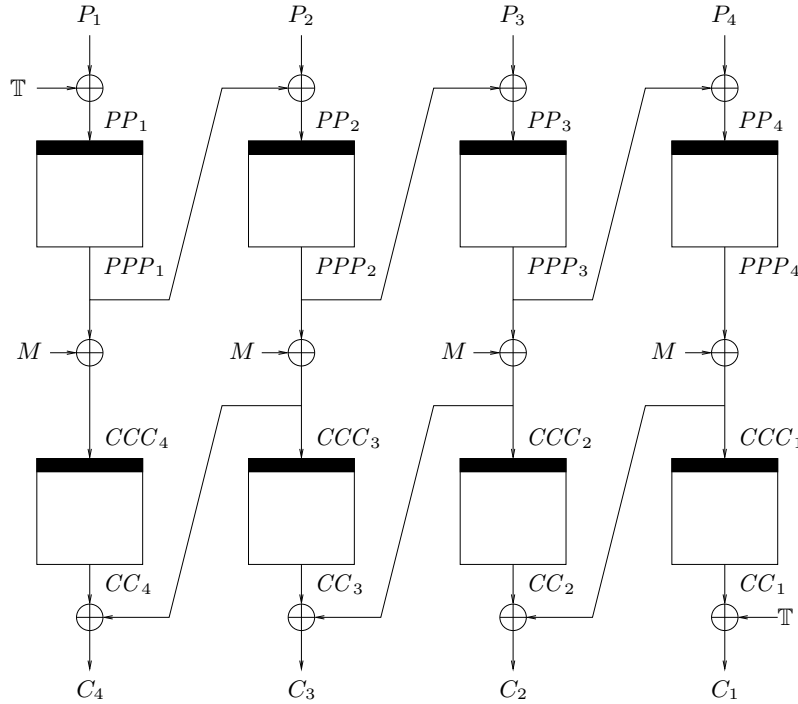 P₁ P₂ P₃ P₄
𝕋
PP₁ PP₂ PP₃ PP₄
PPP₁ PPP₂ PPP₃ PPP₄
M M M M
CCC₄ CCC₃ CCC₂ CCC₁
CC₄ CC₃ CC₂ CC₁
𝕋
C₄ C₃ C₂ C₁